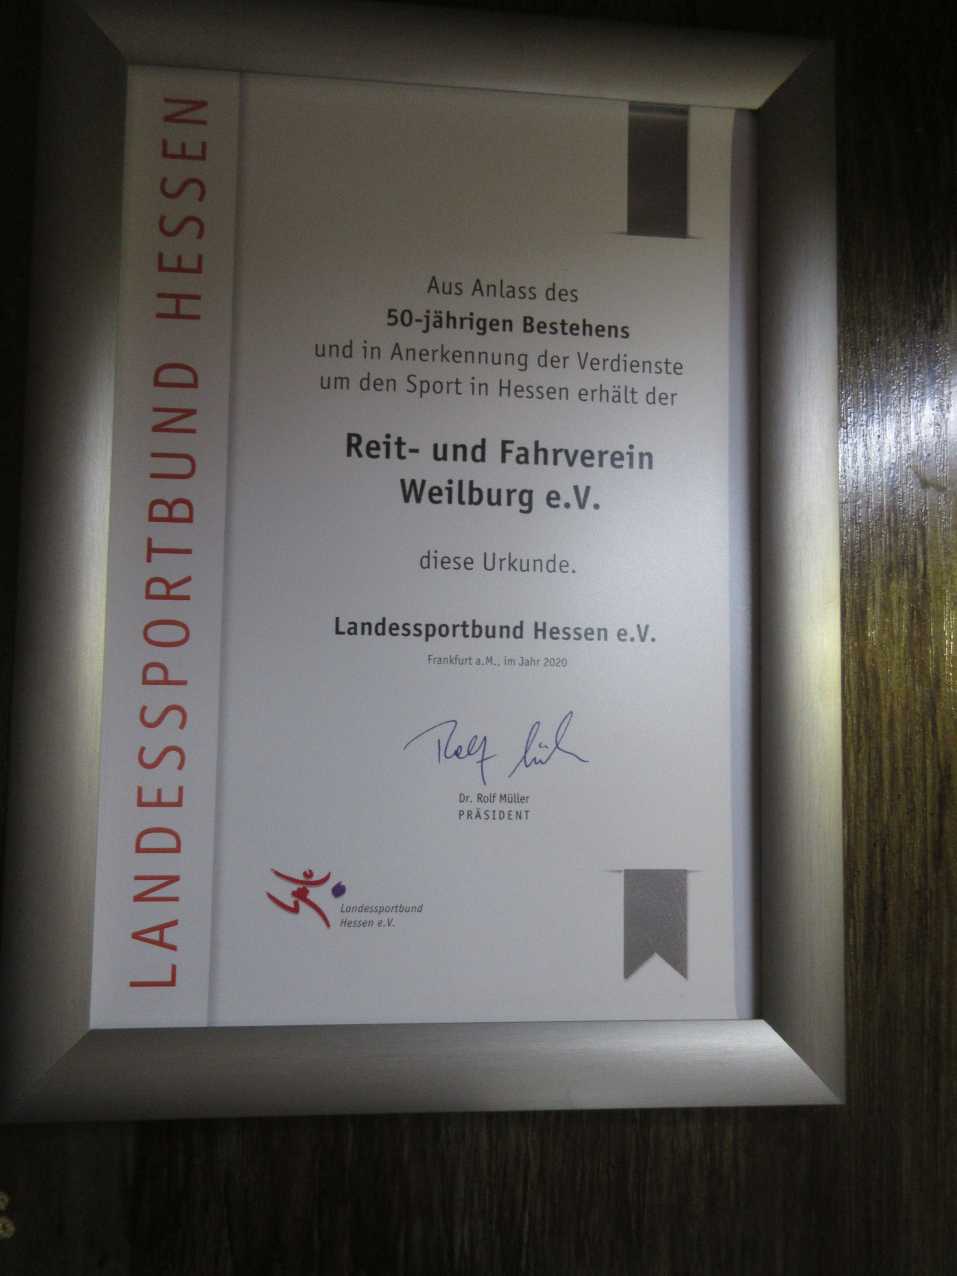 LANDESSPORTBUND HESSEN
Aus Anlass des
50-jährigen Bestehens
und in Anerkennung der Verdienste
um den Sport in Hessen erhält der
Reit- und Fahrverein
Weilburg e.V.
diese Urkunde.
Landessportbund Hessen e.V.
Frankfurt a.M., im Jahr 2020
Dr. Rolf Müller
PRÄSIDENT
Landessportbund
Hessen e.V.